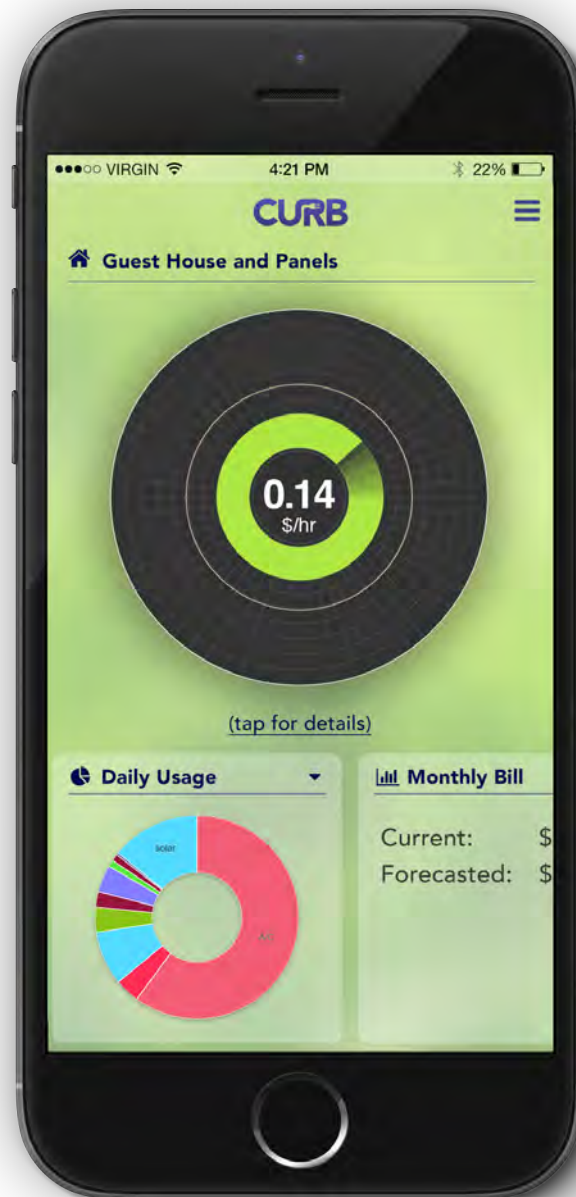 VIRGIN 4:21 PM 22%
CURB
Guest House and Panels
0.14
$/hr
(tap for details)
Daily Usage
Monthly Bill
solar
Current: $
Forecasted: $